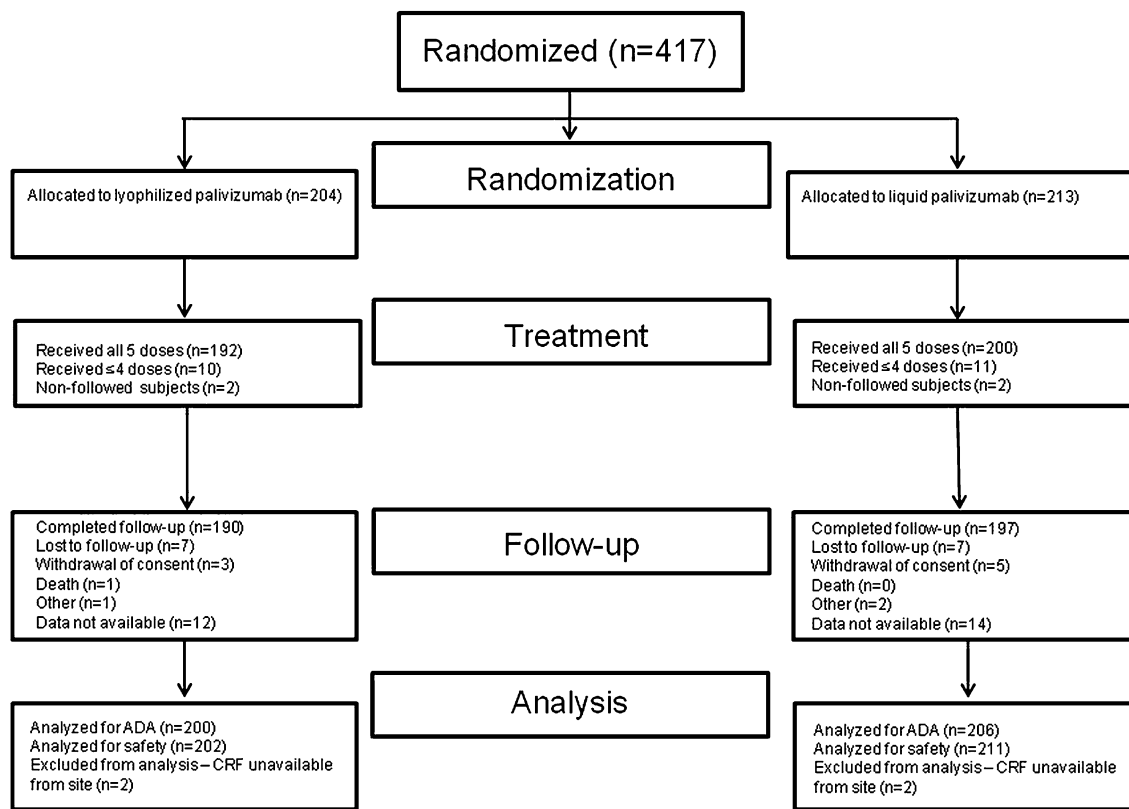 Randomized (n=417)
Randomization
Allocated to lyophilized palivizumab (n=204)
Allocated to liquid palivizumab (n=213)
Treatment
Received all 5 doses (n=192)
Received ≤4 doses (n=10)
Non-followed subjects (n=2)
Received all 5 doses (n=200)
Received ≤4 doses (n=11)
Non-followed subjects (n=2)
Follow-up
Completed follow-up (n=190)
Lost to follow-up (n=7)
Withdrawal of consent (n=3)
Death (n=1)
Other (n=1)
Data not available (n=12)
Completed follow-up (n=197)
Lost to follow-up (n=7)
Withdrawal of consent (n=5)
Death (n=0)
Other (n=2)
Data not available (n=14)
Analysis
Analyzed for ADA (n=200)
Analyzed for safety (n=202)
Excluded from analysis – CRF unavailable
from site (n=2)
Analyzed for ADA (n=206)
Analyzed for safety (n=211)
Excluded from analysis – CRF unavailable
from site (n=2)